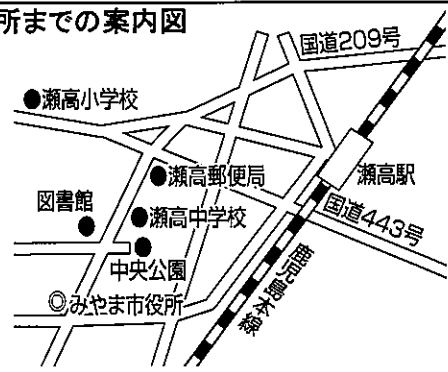 所までの案内図
国道209号
瀬高小学校
瀬高郵便局
瀬高駅
図書館
瀬高中学校
国道443号
中央公園
鹿児島本線
みやま市役所